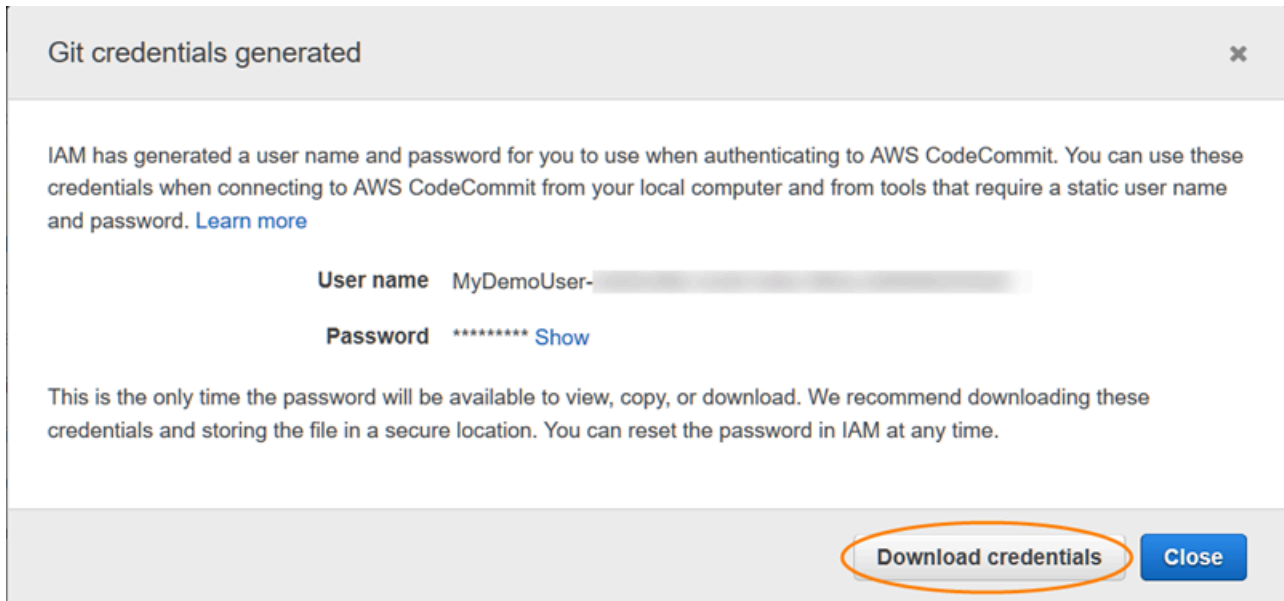 Git credentials generated
IAM has generated a user name and password for you to use when authenticating to AWS CodeCommit. You can use these
credentials when connecting to AWS CodeCommit from your local computer and from tools that require a static user name
and password. Learn more
User name MyDemoUser-
Password ********* Show
This is the only time the password will be available to view, copy, or download. We recommend downloading these
credentials and storing the file in a secure location. You can reset the password in IAM at any time.
Download credentials Close